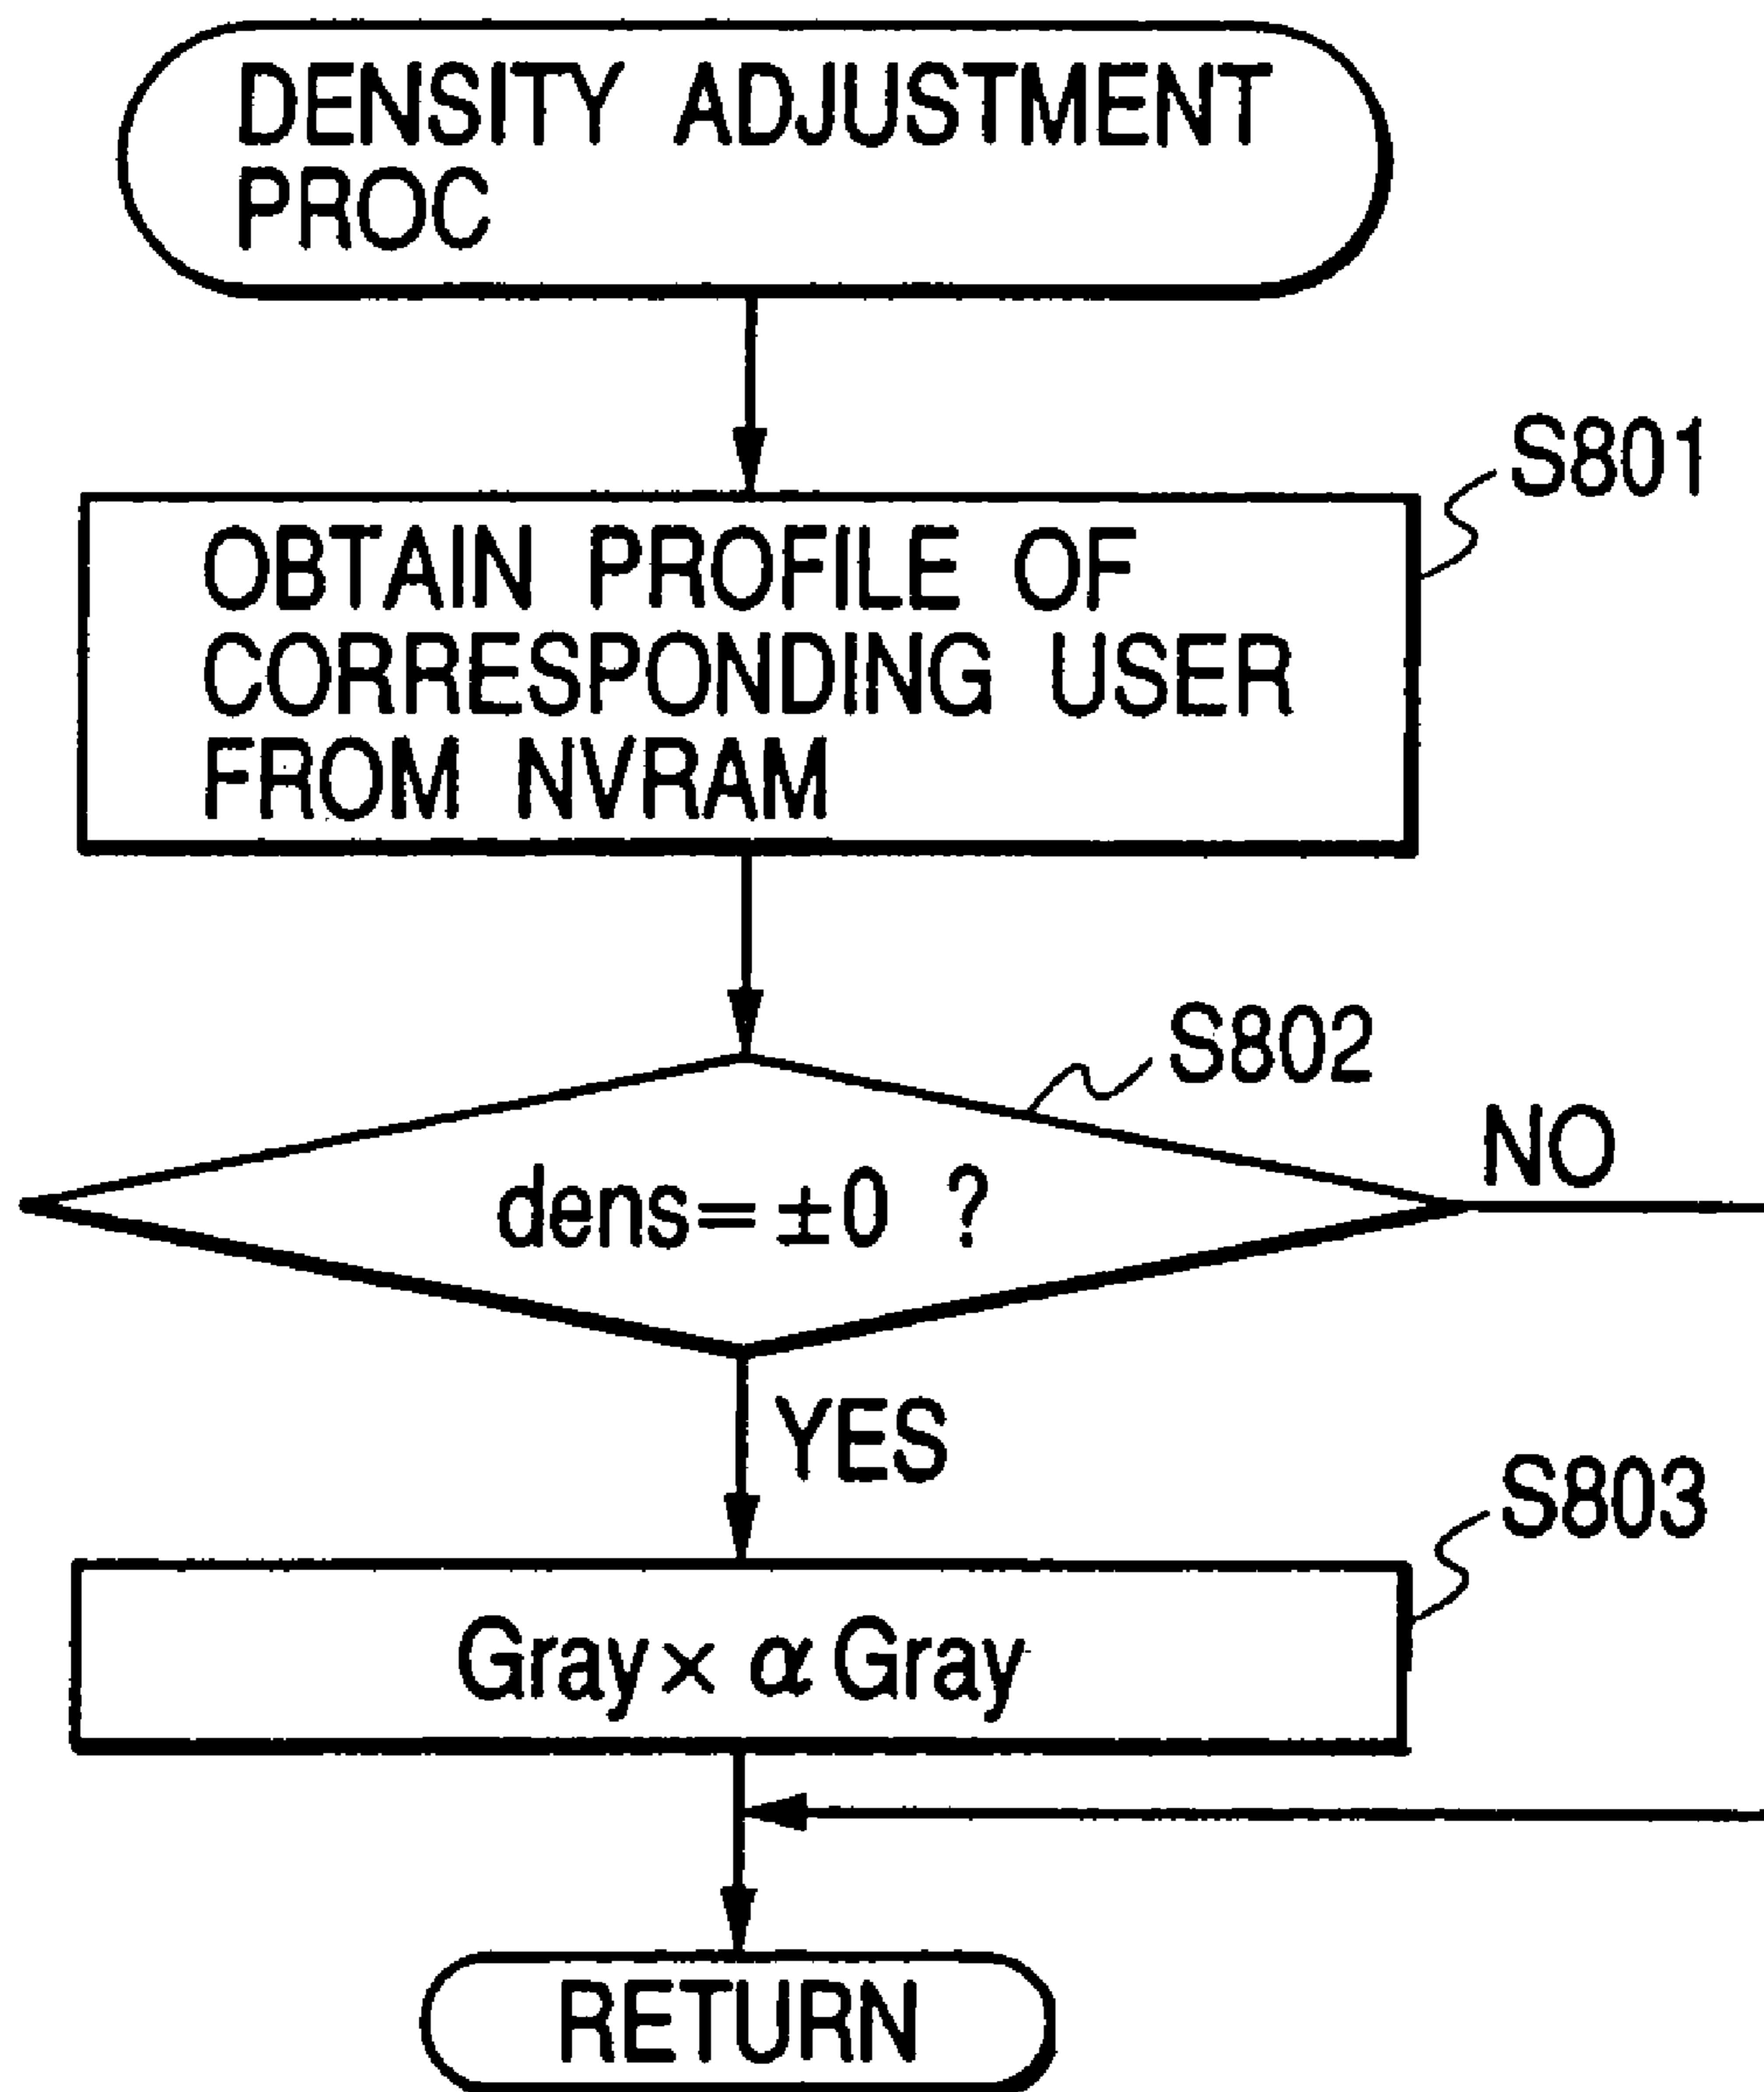 DENSITY ADJUSTMENT
PROC
S801
OBTAIN PROFILE OF
CORRESPONDING USER
FROM NVRAM
S802
dens=±0 ?
NO
YES
S803
Gray× α Gray
RETURN